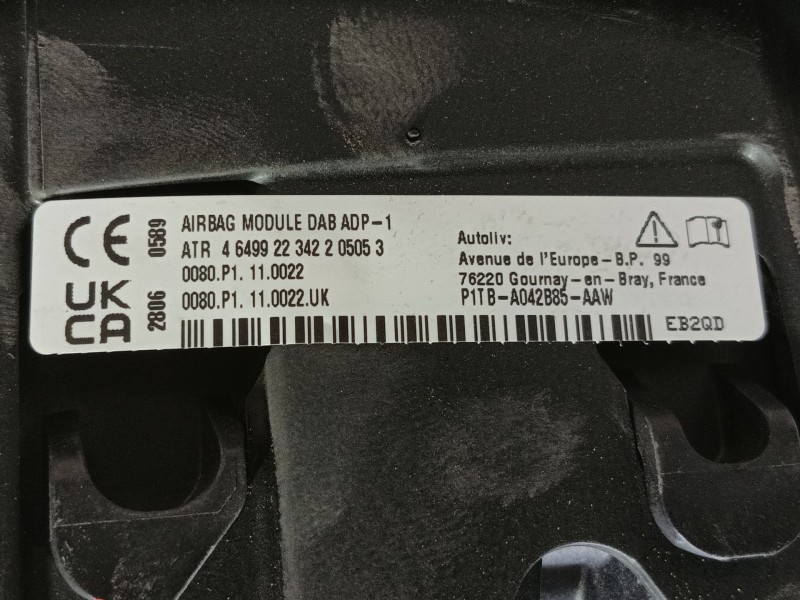 CE 0589
UK
CA 2806
AIRBAG MODULE DAB ADP-1
ATR 4 6499 22 342 2 0505 3
0080.P1. 11.0022
0080.P1. 11.0022.UK
Autoliv:
Avenue de l'Europe-B.P. 99
76220 Gournay-en-Bray, France
P1TB-A042B85-AAW
EB2QD